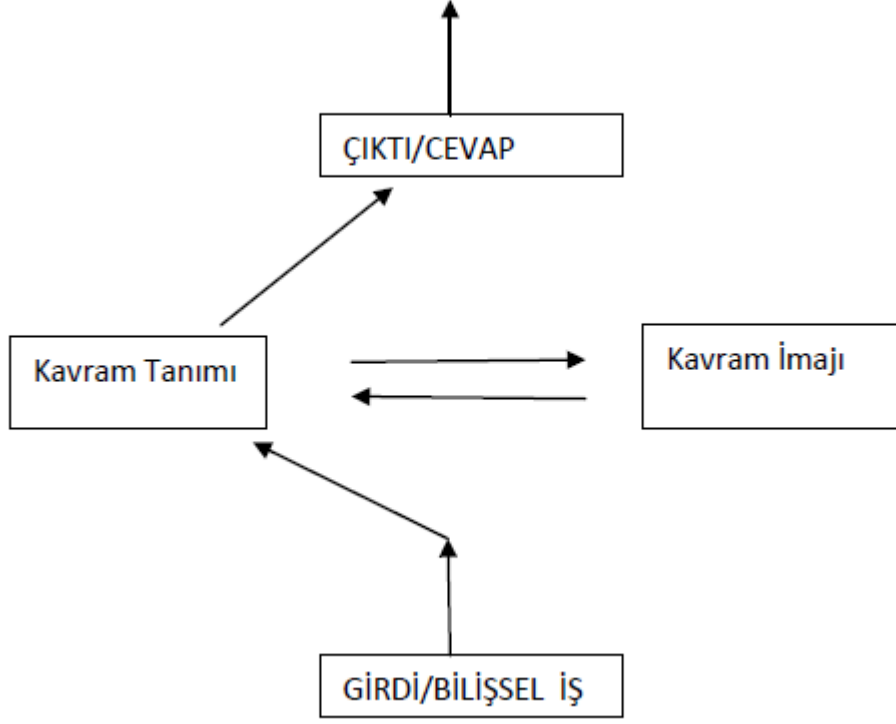 ÇIKTI/CEVAP
Kavram Tanımı
Kavram İmajı
GİRDİ/BİLİŞSEL İŞ